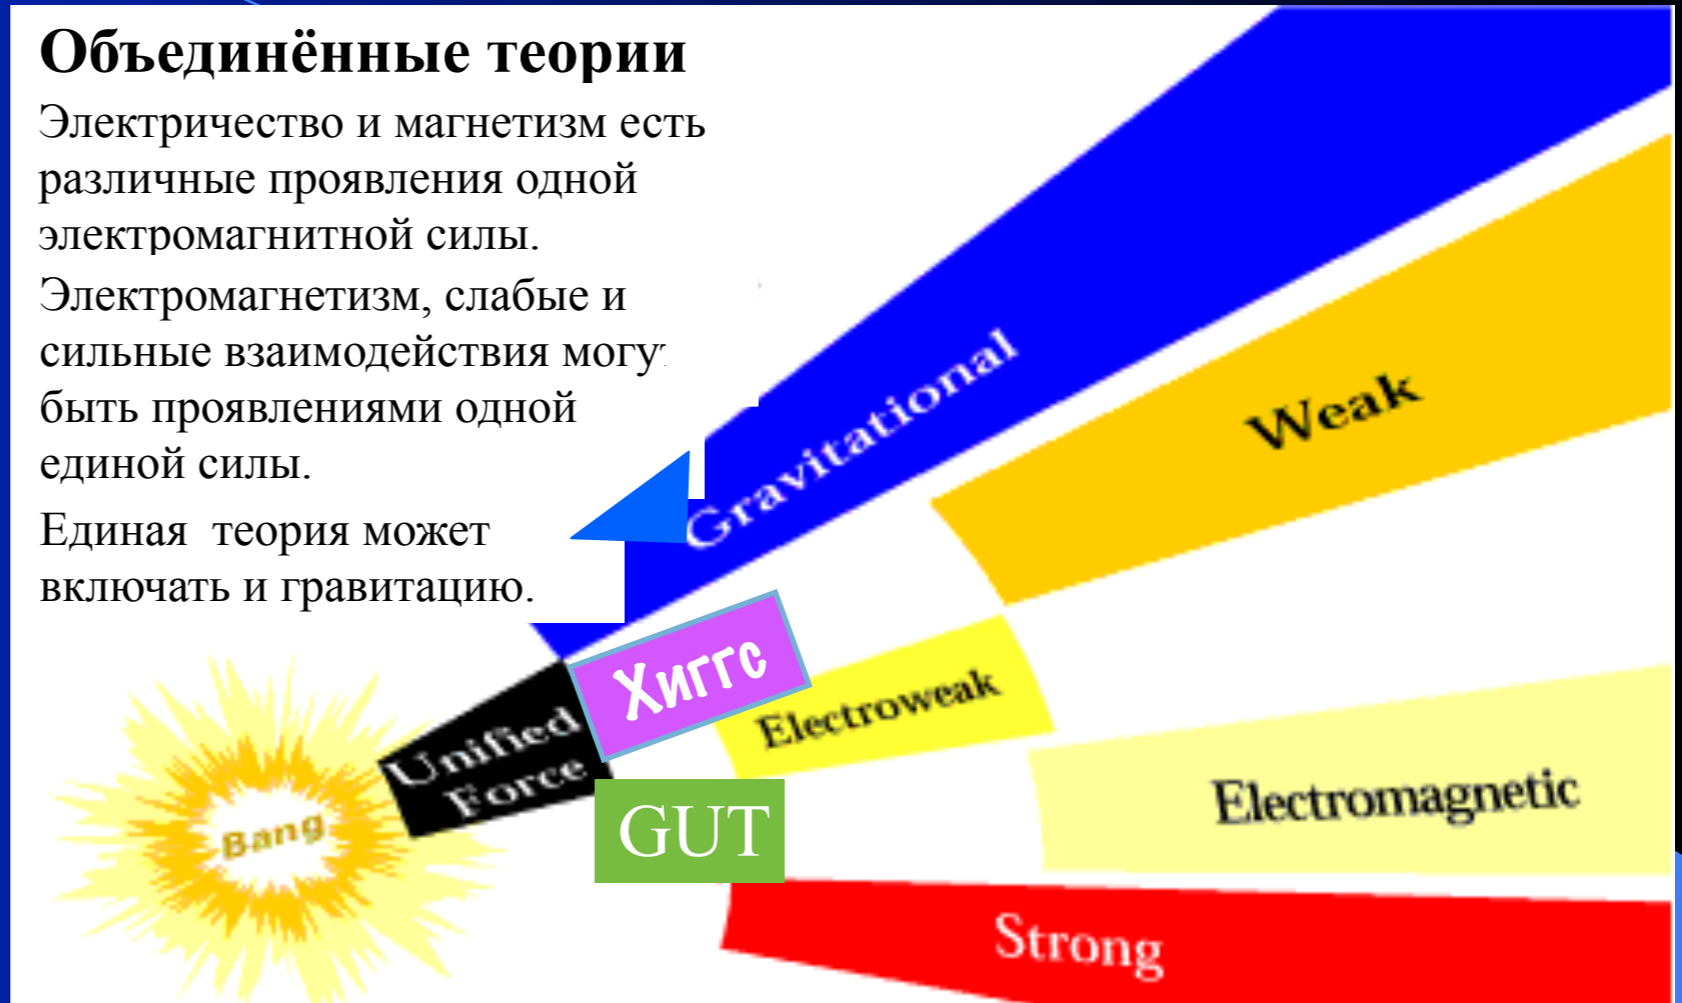 Объединённые теории
Электричество и магнетизм есть
различные проявления одной
электромагнитной силы.
Электромагнетизм, слабые и
сильные взаимодействия могут
быть проявлениями одной
единой силы.
Единая теория может
включать и гравитацию.
Gravitational
Weak
Хиггс
Electroweak
Unified
Force
Bang
GUT
Electromagnetic
Strong